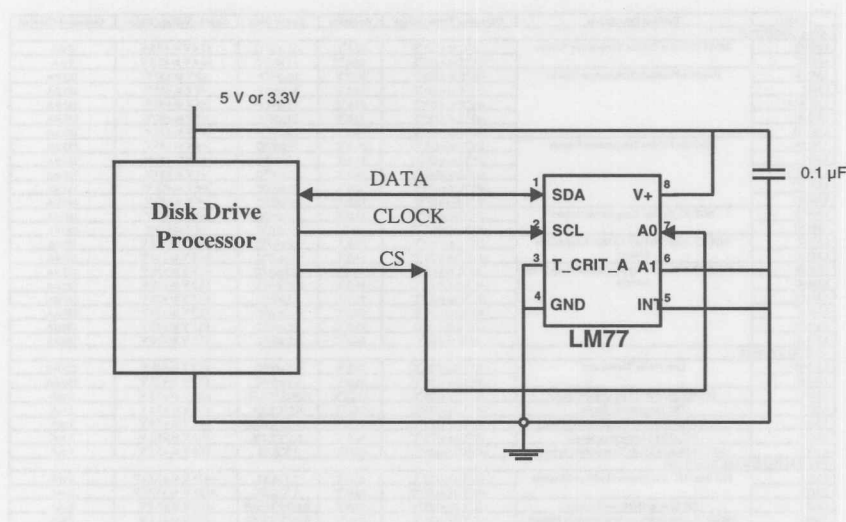 5 V or 3.3V
0.1 µF
Disk Drive
Processor
DATA
CLOCK
CS
1 SDA V+ 8
2 SCL A0 7
3 T_CRIT_A A1 6
4 GND INT 5
LM77